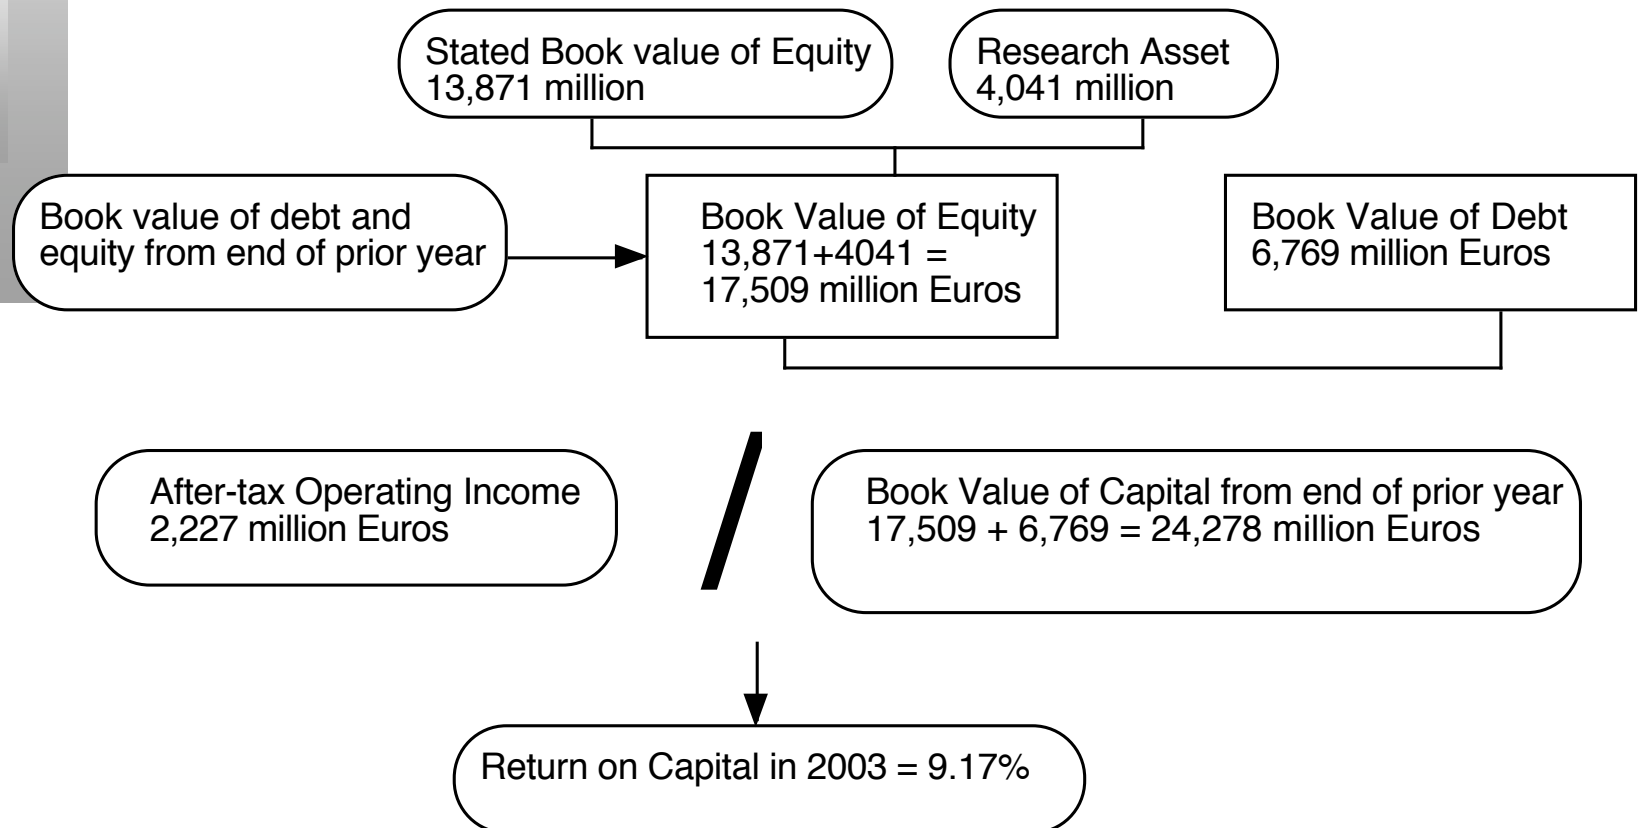 Stated Book value of Equity
13,871 million
Research Asset
4,041 million
Book value of debt and
equity from end of prior year
Book Value of Equity
13,871+4041 =
17,509 million Euros
Book Value of Debt
6,769 million Euros
After-tax Operating Income
2,227 million Euros
/
Book Value of Capital from end of prior year
17,509 + 6,769 = 24,278 million Euros
Return on Capital in 2003 = 9.17%